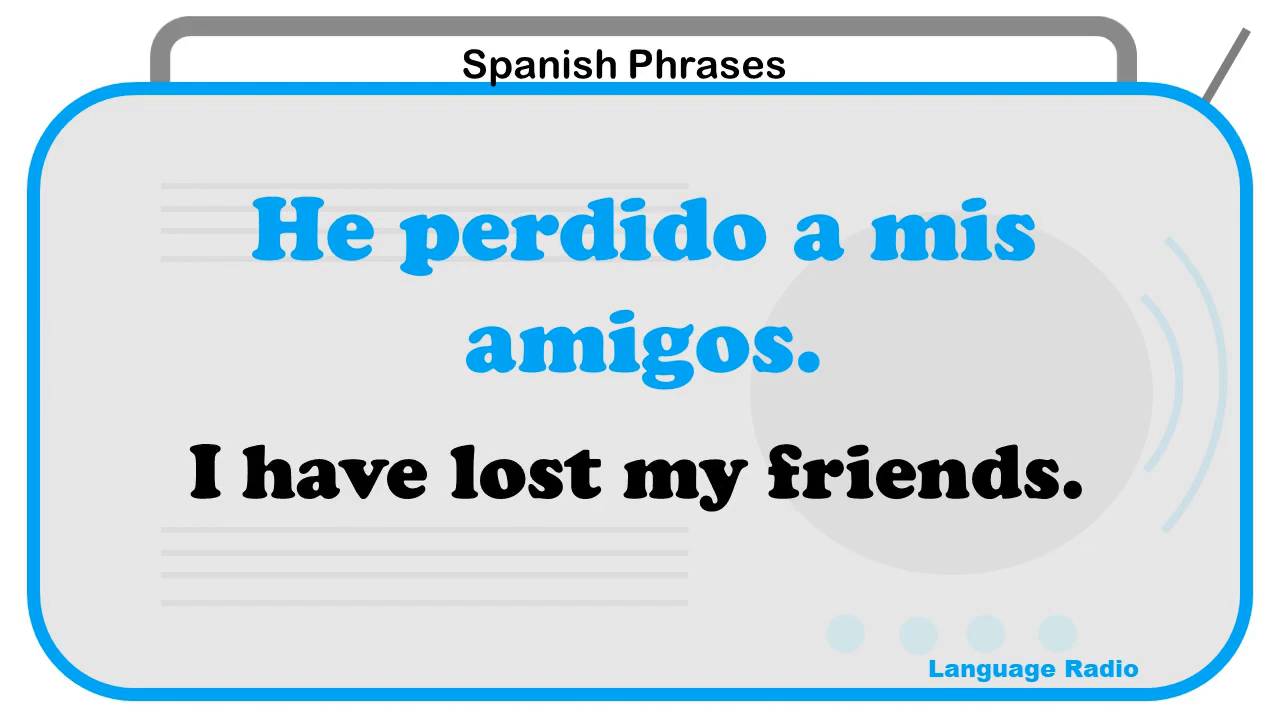 Spanish Phrases
He perdido a mis
amigos.
I have lost my friends.
Language Radio